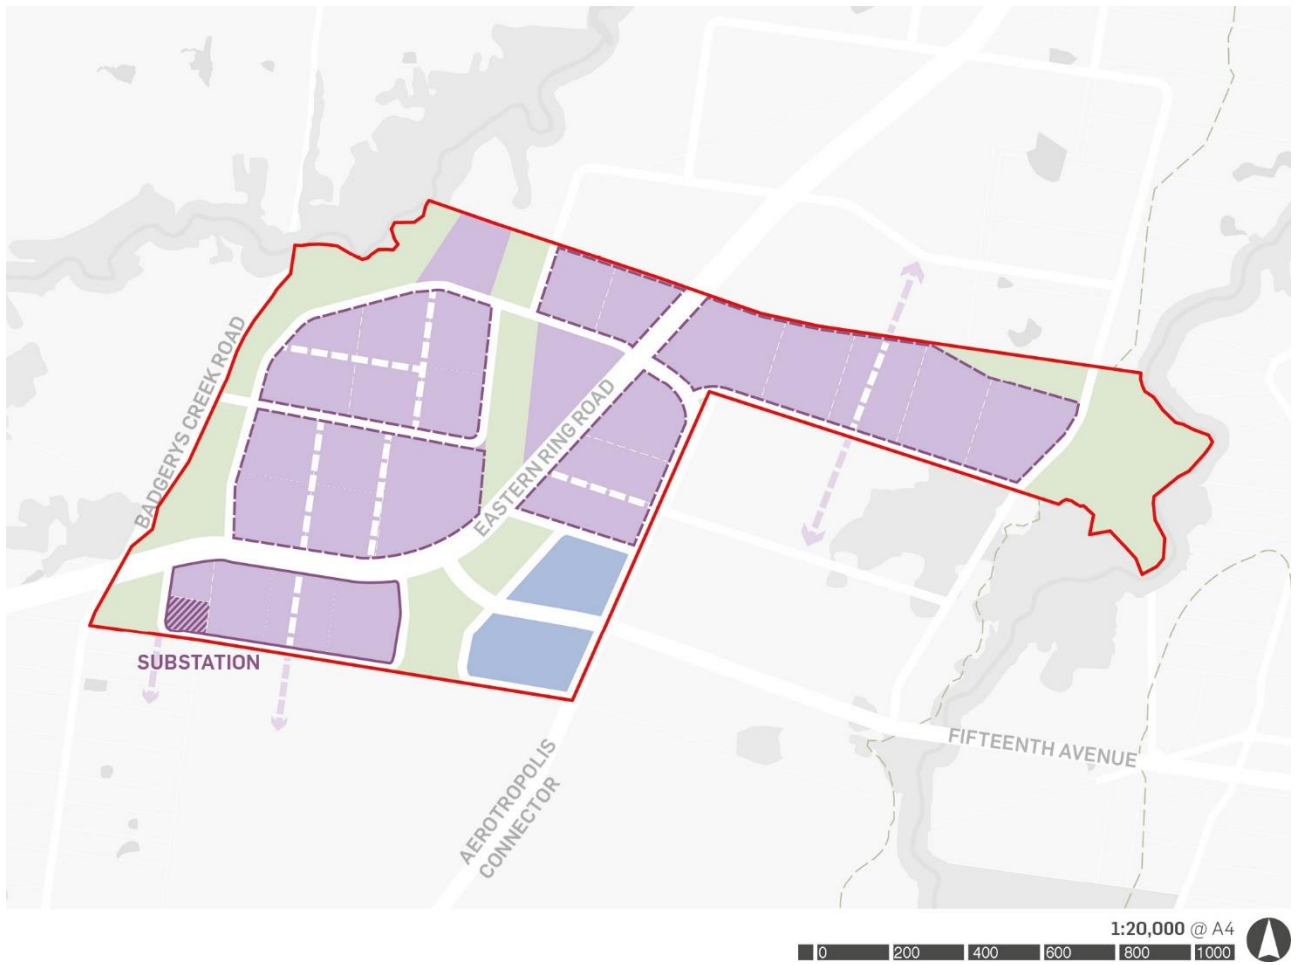 BADGERYS CREEK ROAD
EASTERN RING ROAD
SUBSTATION
FIFTEENTH AVENUE
AEROTROPOLIS
CONNECTOR
1:20,000 @ A4
0 200 400 600 800 1000